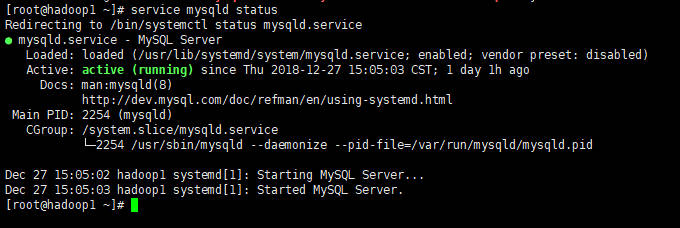 [root@hadoop1 ~]# service mysqld status
Redirecting to /bin/systemctl status mysqld.service
● mysqld.service - MySQL Server
Loaded: loaded (/usr/lib/systemd/system/mysqld.service; enabled; vendor preset: disabled)
Active: active (running) since Thu 2018-12-27 15:05:03 CST; 1 day 1h ago
Docs: man:mysqld(8)
http://dev.mysql.com/doc/refman/en/using-systemd.html
Main PID: 2254 (mysqld)
CGroup: /system.slice/mysqld.service
└─2254 /usr/sbin/mysqld --daemonize --pid-file=/var/run/mysqld/mysqld.pid
Dec 27 15:05:02 hadoop1 systemd[1]: Starting MySQL Server...
Dec 27 15:05:03 hadoop1 systemd[1]: Started MySQL Server.
[root@hadoop1 ~]#